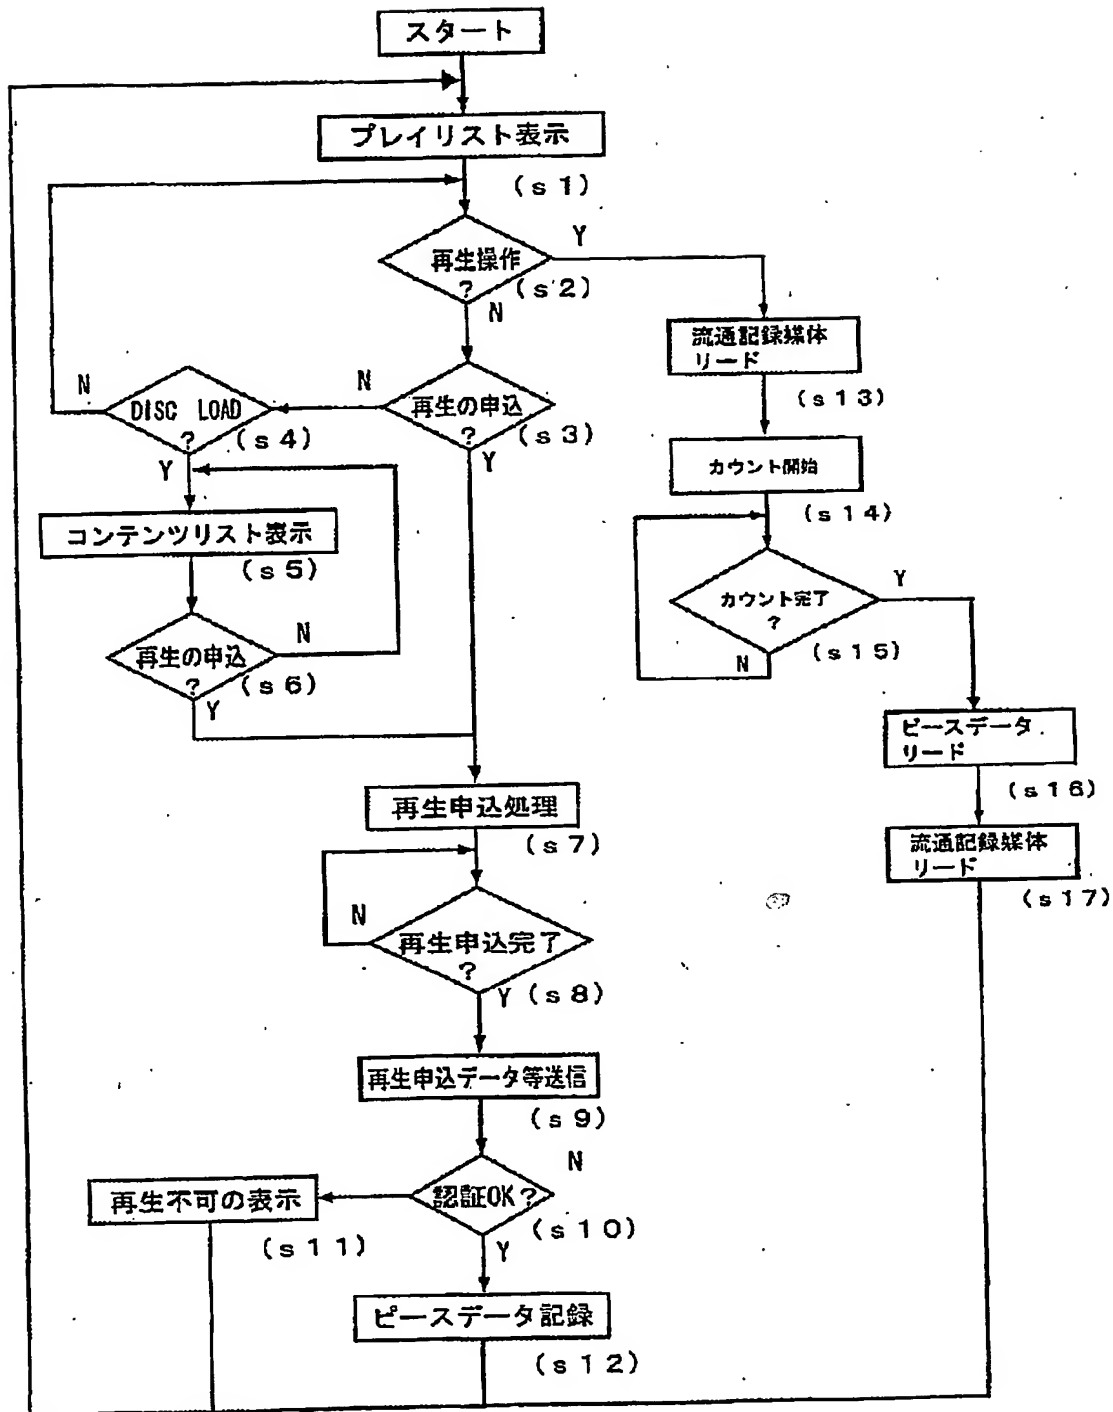 スタート
プレイリスト表示
(s1)
再生操作
?
(s2)
Y
N
流通記録媒体
リード
(s13)
再生の申込
?
(s3)
N
Y
DISC LOAD
?
(s4)
N
Y
カウント開始
(s14)
コンテンツリスト表示
(s5)
カウント完了
?
(s15)
Y
N
再生の申込
?
(s6)
N
Y
ピースデータ
リード
(s16)
再生申込処理
(s7)
流通記録媒体
リード
(s17)
再生申込完了
?
(s8)
N
Y
再生申込データ等送信
(s9)
認証OK?
(s10)
N
Y
再生不可の表示
(s11)
ピースデータ記録
(s12)